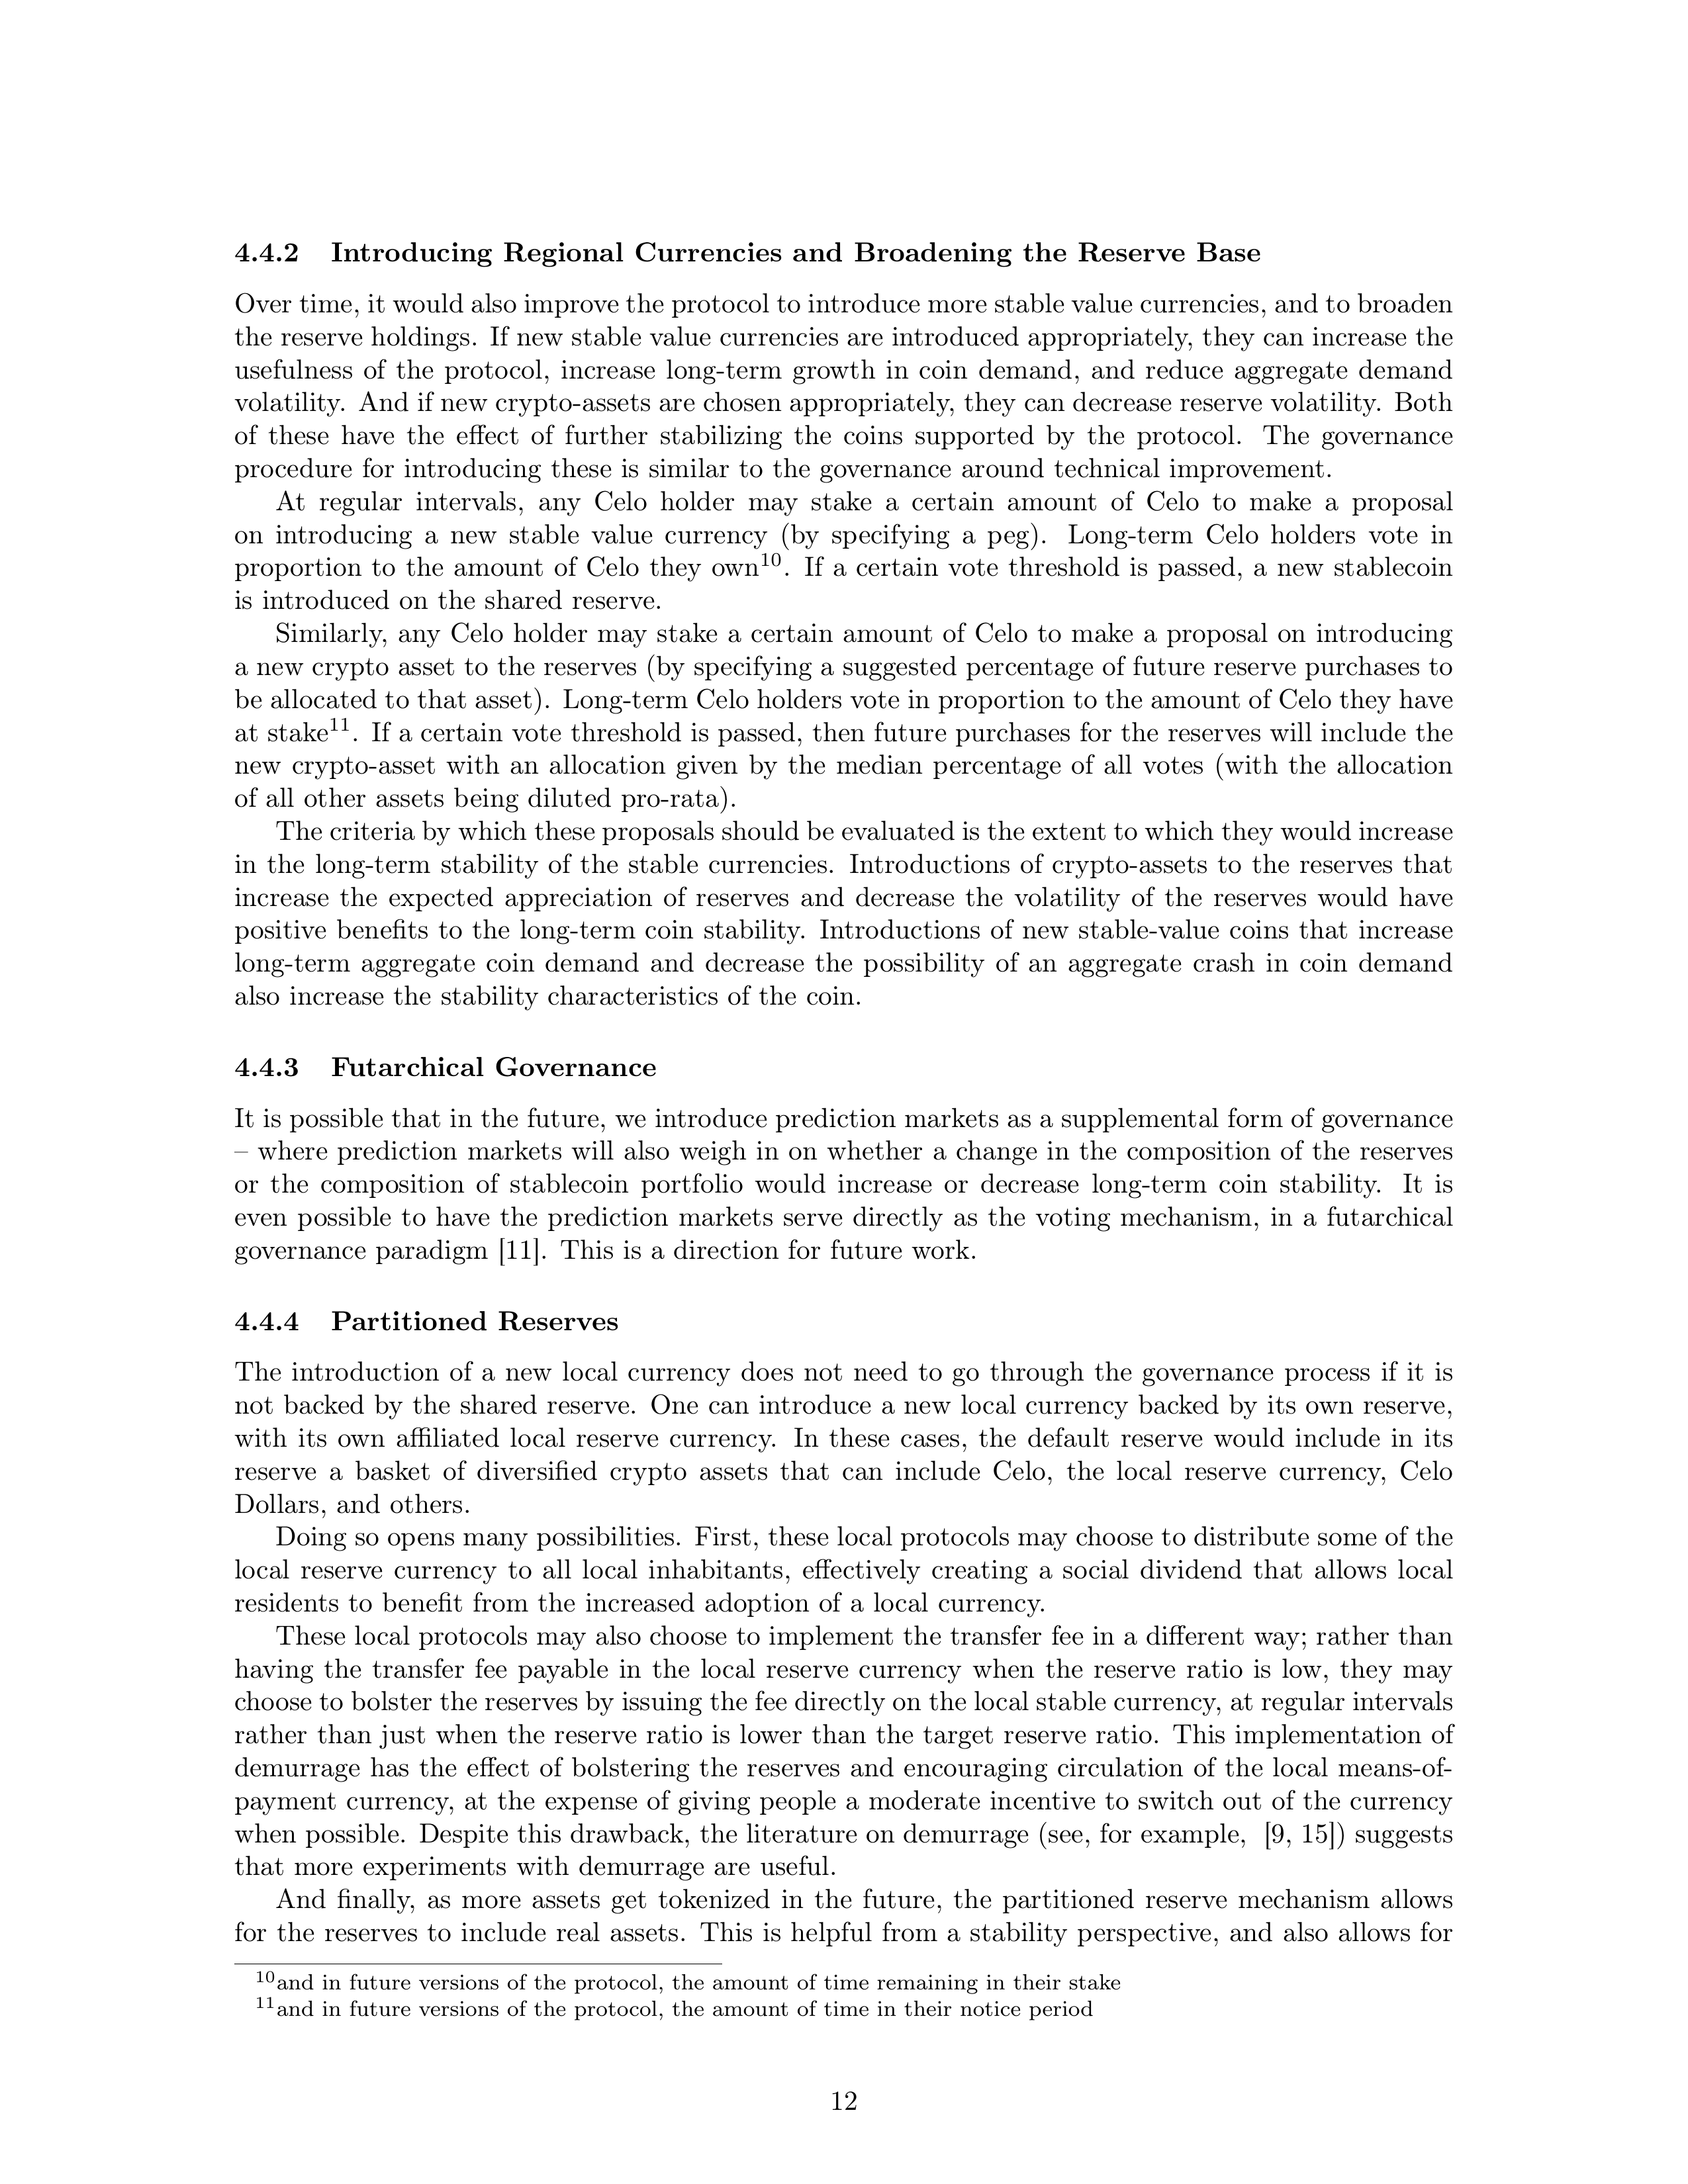 4.4.2 Introducing Regional Currencies and Broadening the Reserve Base
Over time, it would also improve the protocol to introduce more stable value currencies, and to broaden
the reserve holdings. If new stable value currencies are introduced appropriately, they can increase the
usefulness of the protocol, increase long-term growth in coin demand, and reduce aggregate demand
volatility. And if new crypto-assets are chosen appropriately, they can decrease reserve volatility. Both
of these have the effect of further stabilizing the coins supported by the protocol. The governance
procedure for introducing these is similar to the governance around technical improvement.
At regular intervals, any Celo holder may stake a certain amount of Celo to make a proposal
on introducing a new stable value currency (by specifying a peg). Long-term Celo holders vote in
proportion to the amount of Celo they own10. If a certain vote threshold is passed, a new stablecoin
is introduced on the shared reserve.
Similarly, any Celo holder may stake a certain amount of Celo to make a proposal on introducing
a new crypto asset to the reserves (by specifying a suggested percentage of future reserve purchases to
be allocated to that asset). Long-term Celo holders vote in proportion to the amount of Celo they have
at stake11. If a certain vote threshold is passed, then future purchases for the reserves will include the
new crypto-asset with an allocation given by the median percentage of all votes (with the allocation
of all other assets being diluted pro-rata).
The criteria by which these proposals should be evaluated is the extent to which they would increase
in the long-term stability of the stable currencies. Introductions of crypto-assets to the reserves that
increase the expected appreciation of reserves and decrease the volatility of the reserves would have
positive benefits to the long-term coin stability. Introductions of new stable-value coins that increase
long-term aggregate coin demand and decrease the possibility of an aggregate crash in coin demand
also increase the stability characteristics of the coin.
4.4.3 Futarchical Governance
It is possible that in the future, we introduce prediction markets as a supplemental form of governance
– where prediction markets will also weigh in on whether a change in the composition of the reserves
or the composition of stablecoin portfolio would increase or decrease long-term coin stability. It is
even possible to have the prediction markets serve directly as the voting mechanism, in a futarchical
governance paradigm [11]. This is a direction for future work.
4.4.4 Partitioned Reserves
The introduction of a new local currency does not need to go through the governance process if it is
not backed by the shared reserve. One can introduce a new local currency backed by its own reserve,
with its own affiliated local reserve currency. In these cases, the default reserve would include in its
reserve a basket of diversified crypto assets that can include Celo, the local reserve currency, Celo
Dollars, and others.
Doing so opens many possibilities. First, these local protocols may choose to distribute some of the
local reserve currency to all local inhabitants, effectively creating a social dividend that allows local
residents to benefit from the increased adoption of a local currency.
These local protocols may also choose to implement the transfer fee in a different way; rather than
having the transfer fee payable in the local reserve currency when the reserve ratio is low, they may
choose to bolster the reserves by issuing the fee directly on the local stable currency, at regular intervals
rather than just when the reserve ratio is lower than the target reserve ratio. This implementation of
demurrage has the effect of bolstering the reserves and encouraging circulation of the local means-of-
payment currency, at the expense of giving people a moderate incentive to switch out of the currency
when possible. Despite this drawback, the literature on demurrage (see, for example, [9, 15]) suggests
that more experiments with demurrage are useful.
And finally, as more assets get tokenized in the future, the partitioned reserve mechanism allows
for the reserves to include real assets. This is helpful from a stability perspective, and also allows for
10and in future versions of the protocol, the amount of time remaining in their stake
11and in future versions of the protocol, the amount of time in their notice period
12